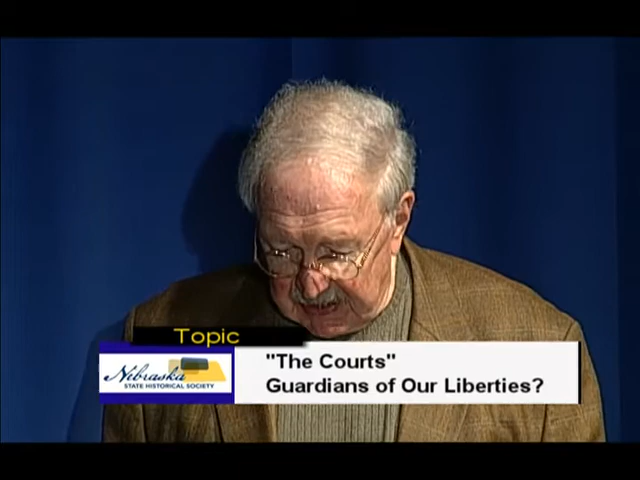 Topic
Nebraska
STATE HISTORICAL SOCIETY
"The Courts"
Guardians of Our Liberties?